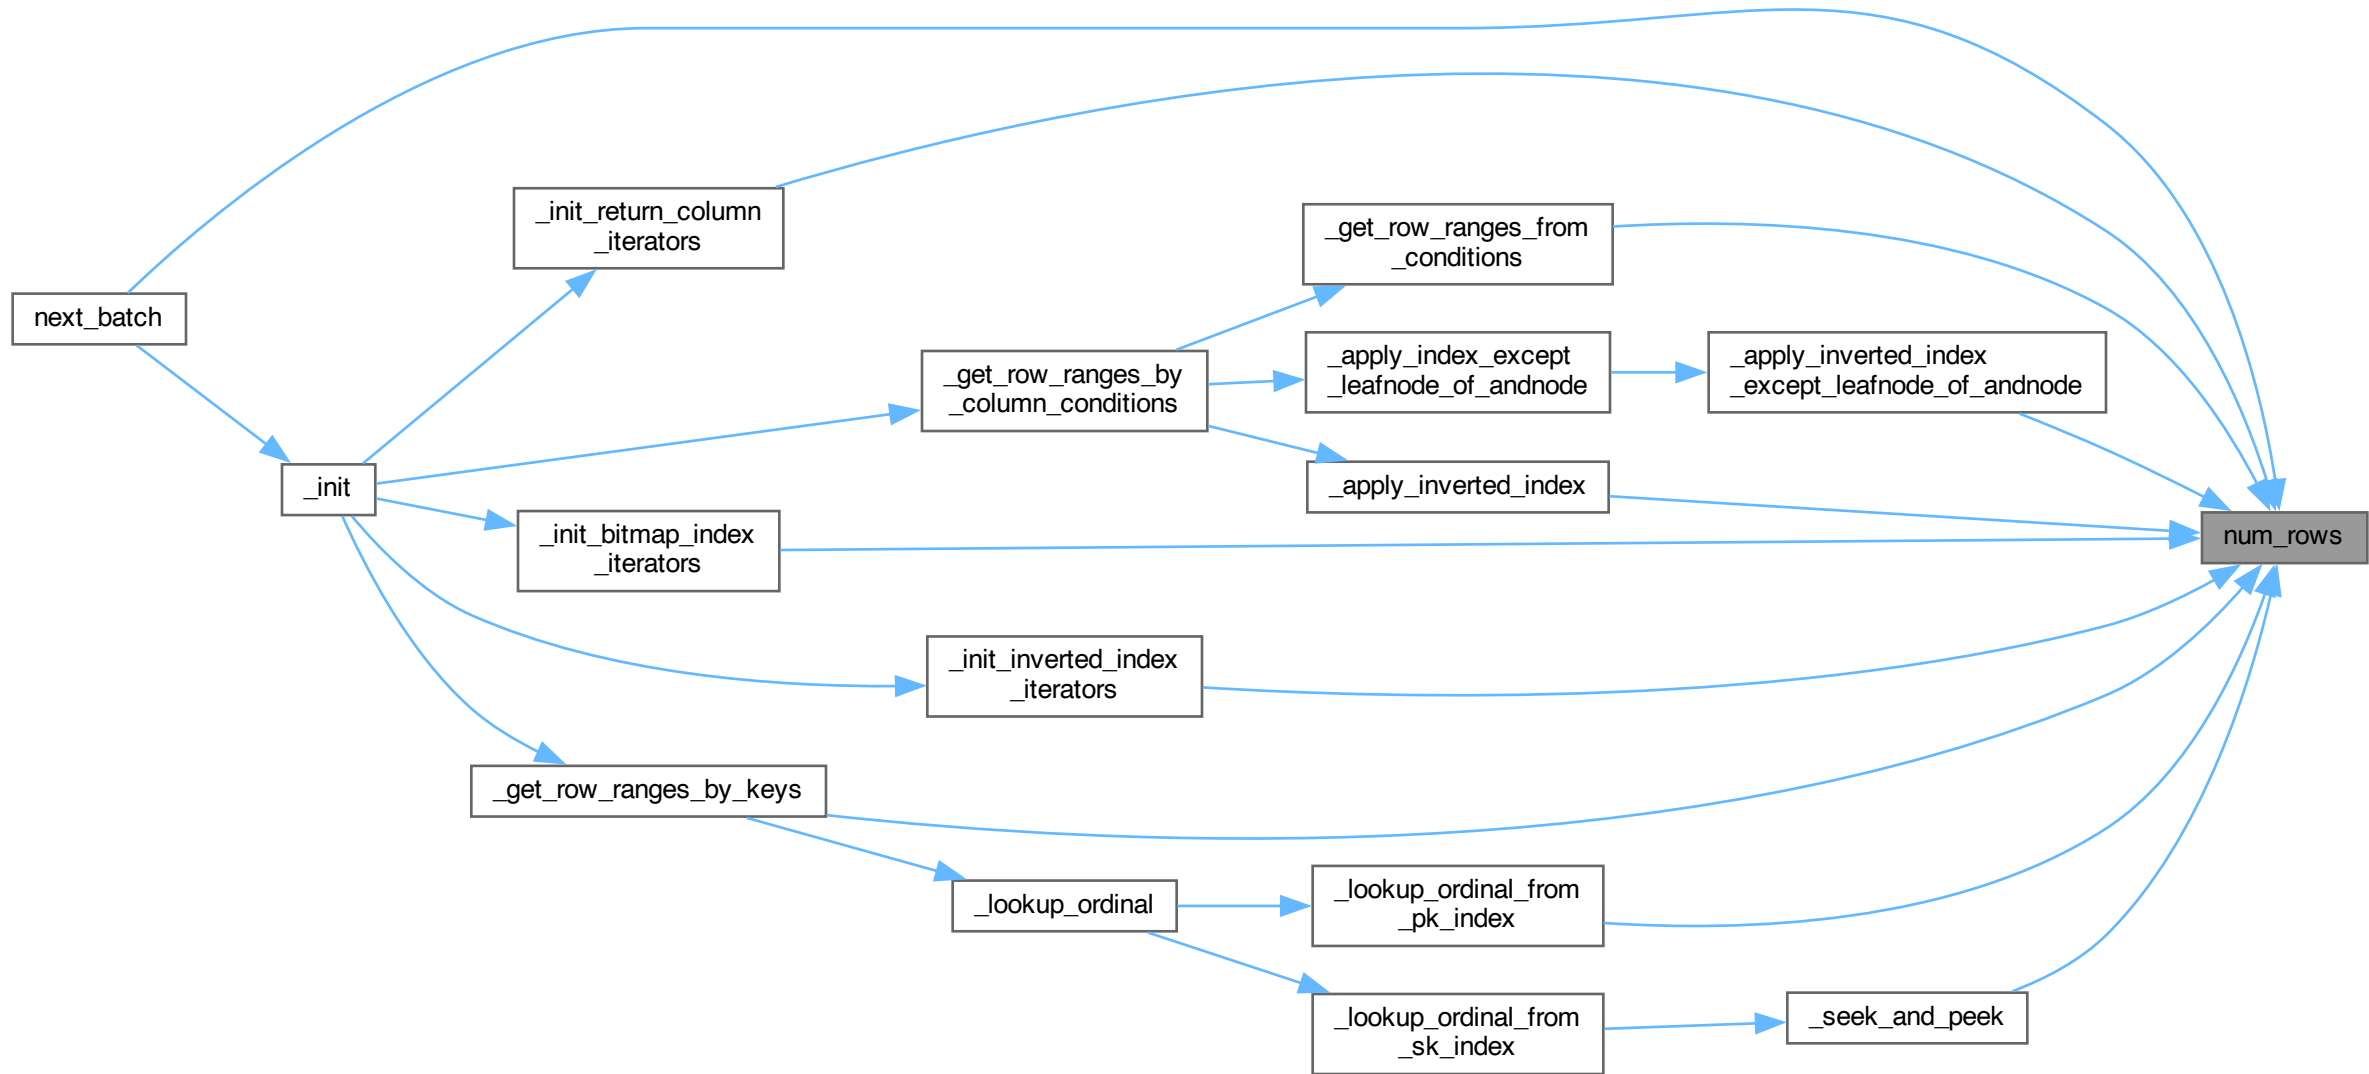 next_batch
_init
_init_return_column
_iterators
_get_row_ranges_by
_column_conditions
_init_bitmap_index
_iterators
_init_inverted_index
_iterators
_get_row_ranges_by_keys
_lookup_ordinal
_get_row_ranges_from
_conditions
_apply_index_except
_leafnode_of_andnode
_apply_inverted_index
_apply_inverted_index
_except_leafnode_of_andnode
_lookup_ordinal_from
_pk_index
_lookup_ordinal_from
_sk_index
_seek_and_peek
num_rows